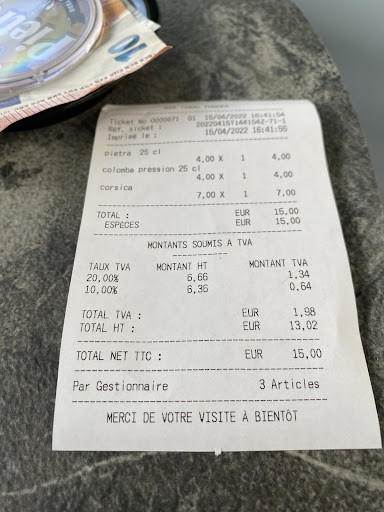 Ticket No 0000071 01 15/04/2022 16:41:54
Ref. ticket : 20220415T144154Z-71-1
Imprimé le : 15/04/2022 16:41:55
pietra 25 cl
4,00 X 1 4,00
colomba pression 25 cl
4,00 X 1 4,00
corsica
7,00 X 1 7,00
TOTAL : EUR 15,00
ESPECES EUR 15,00
MONTANTS SOUMIS A TVA
TAUX TVA MONTANT HT MONTANT TVA
20,00% 6,66 1,34
10,00% 6,36 0,64
TOTAL TVA : EUR 1,98
TOTAL HT : EUR 13,02
TOTAL NET TTC : EUR 15,00
Par Gestionnaire 3 Articles
MERCI DE VOTRE VISITE À BIENTÔT
10